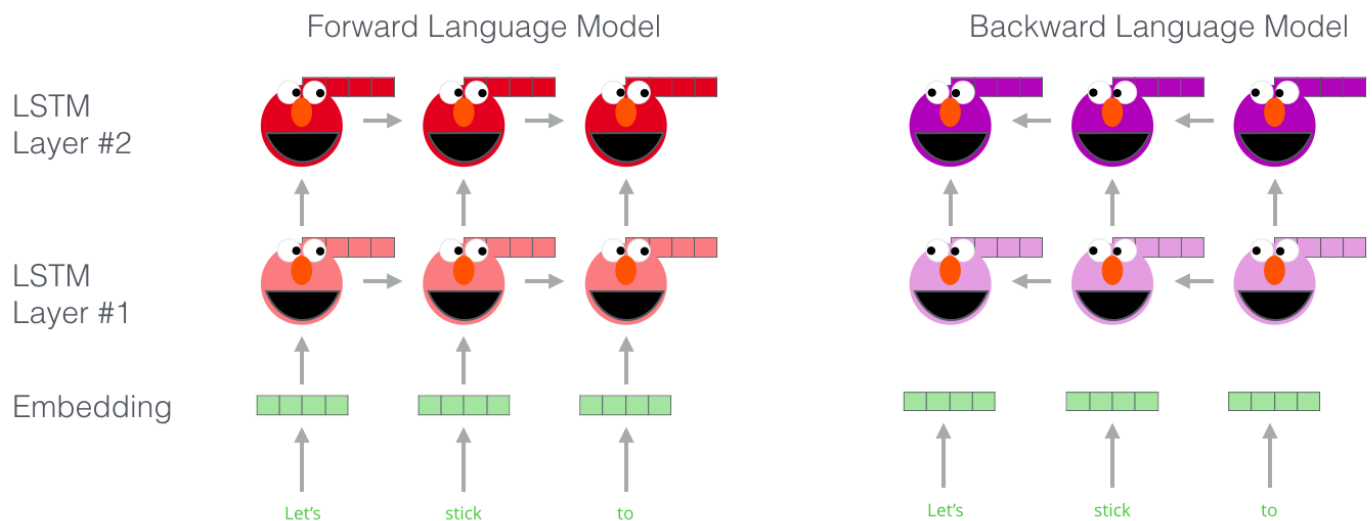 Forward Language Model
Backward Language Model
LSTM
Layer #2
LSTM
Layer #1
Embedding
Let's
stick
to
Let's
stick
to